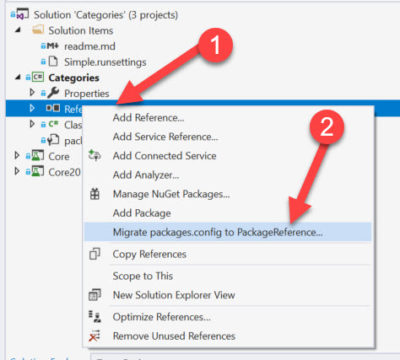 Solution 'Categories' (3 projects)
Solution Items
readme.md
Simple.runsettings
Categories
Properties
Refe
Clas
pac
Core
Core20
1
2
Add Reference...
Add Service Reference...
Add Connected Service
Add Analyzer...
Manage NuGet Packages...
Add Package
Migrate packages.config to PackageReference...
Copy References
Scope to This
New Solution Explorer View
Optimize References...
Remove Unused References